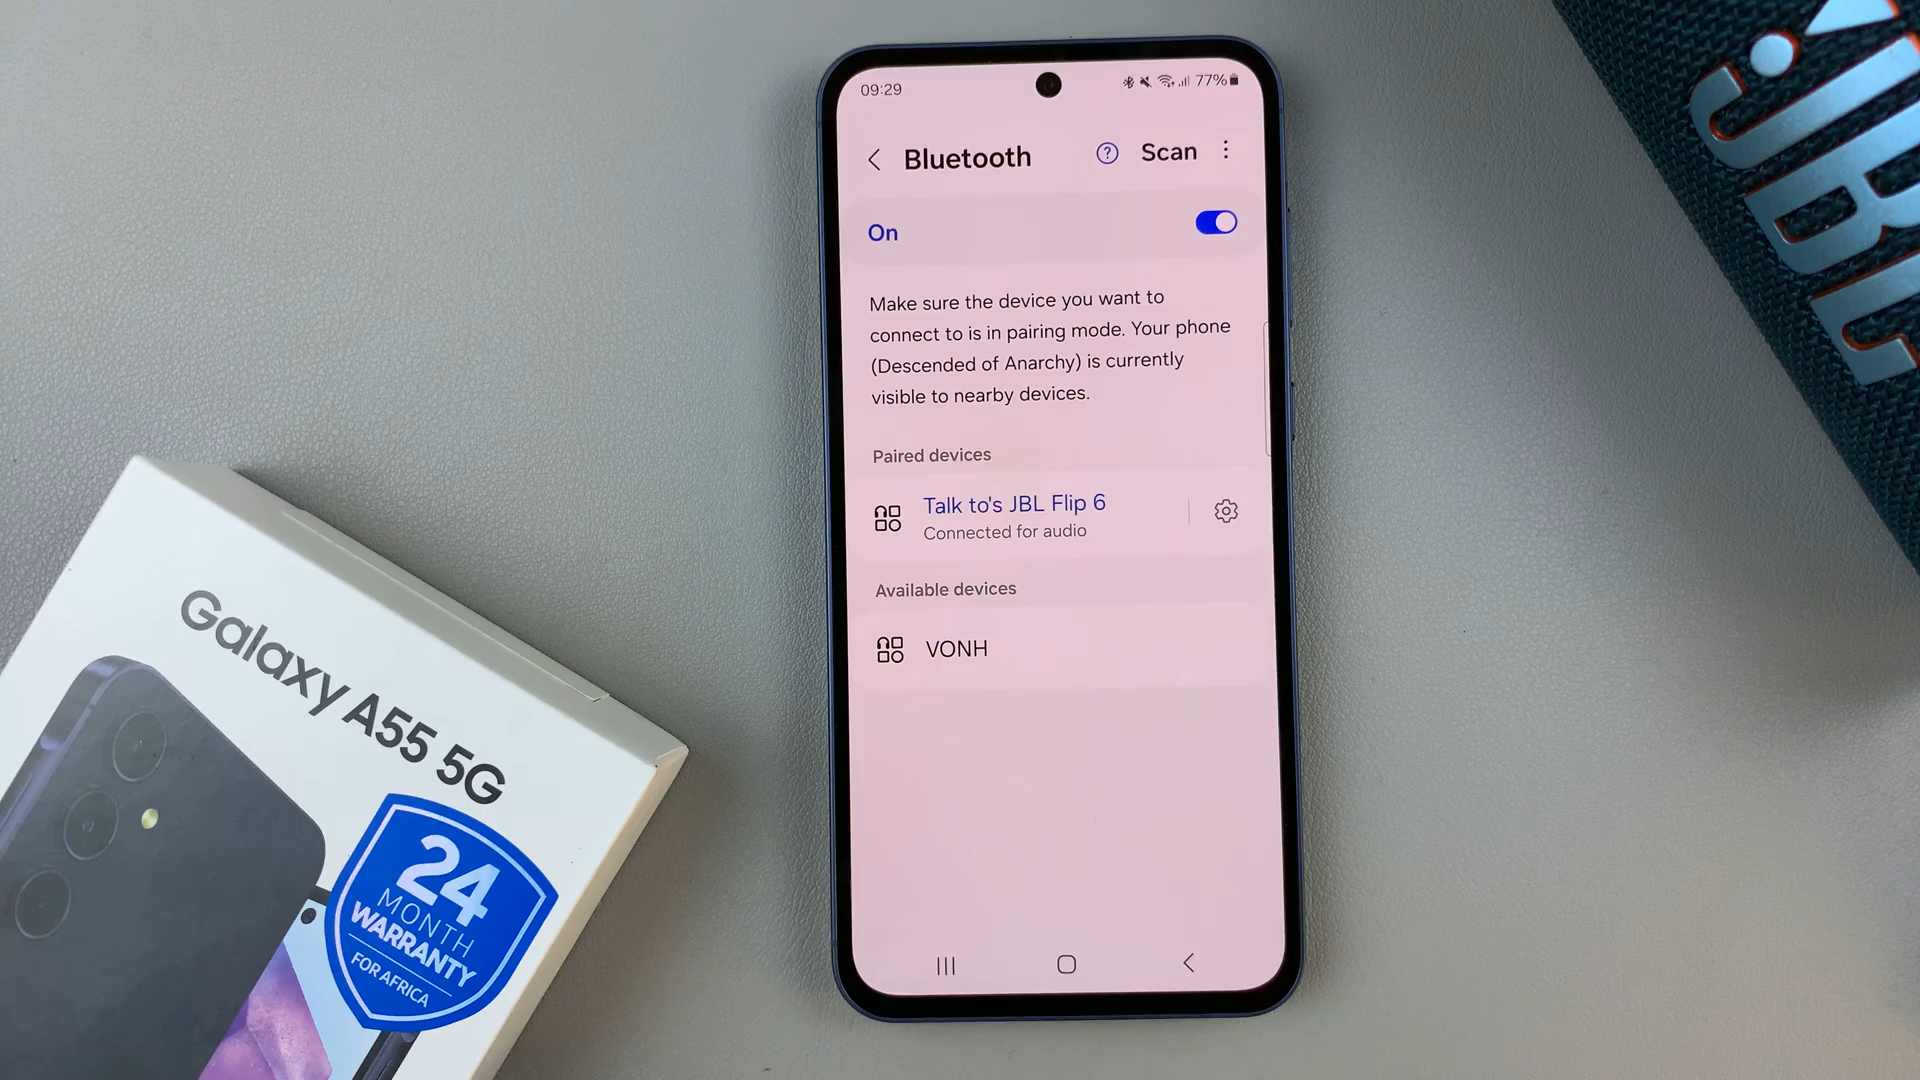 09:29
77%
Bluetooth
Scan
On
Make sure the device you want to
connect to is in pairing mode. Your phone
(Descended of Anarchy) is currently
visible to nearby devices.
Paired devices
Talk to's JBL Flip 6
Connected for audio
Available devices
VONH
Galaxy A55 5G
24
MONTH
WARRANTY
FOR AFRICA
JBL